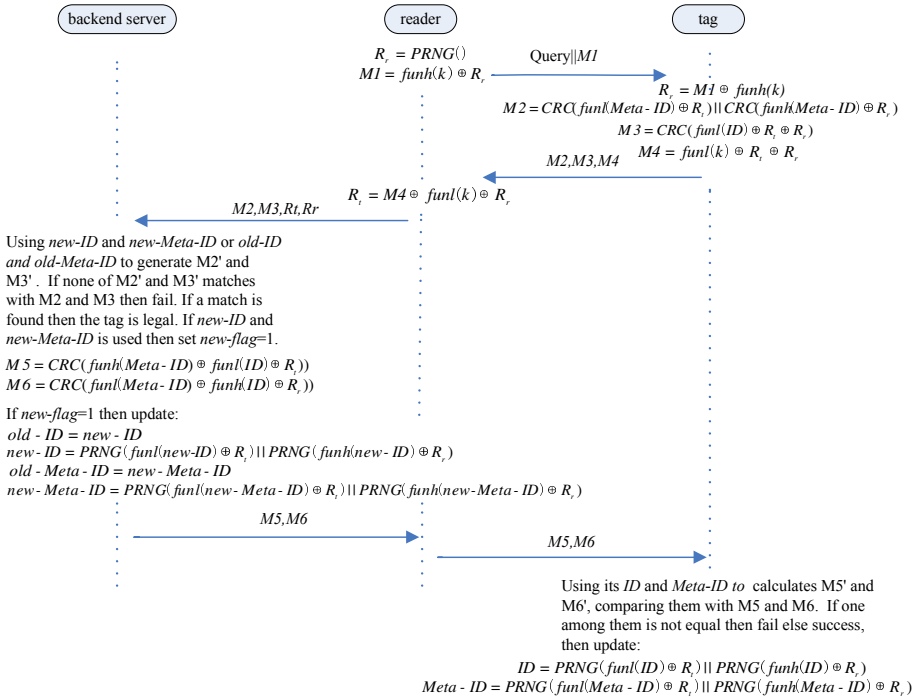 backend server
reader
tag
R_r = PRNG()
M1 = funh(k) ⊕ R_r
Query||M1
R_r = M1 ⊕ funh(k)
M2 = CRC(funl(Meta-ID) ⊕ R_t)||CRC(funh(Meta-ID) ⊕ R_r)
M3 = CRC(funl(ID) ⊕ R_t ⊕ R_r)
M4 = funl(k) ⊕ R_t ⊕ R_r
M2,M3,M4
R_t = M4 ⊕ funl(k) ⊕ R_r
M2,M3,Rt,Rr
Using new-ID and new-Meta-ID or old-ID
and old-Meta-ID to generate M2' and
M3' . If none of M2' and M3' matches
with M2 and M3 then fail. If a match is
found then the tag is legal. If new-ID and
new-Meta-ID is used then set new-flag=1.
M5 = CRC(funh(Meta-ID) ⊕ funl(ID) ⊕ R_t))
M6 = CRC(funl(Meta-ID) ⊕ funh(ID) ⊕ R_r))
If new-flag=1 then update:
old - ID = new - ID
new - ID = PRNG(funl(new-ID) ⊕ R_t)||PRNG(funh(new-ID) ⊕ R_r)
old - Meta - ID = new - Meta - ID
new - Meta - ID = PRNG(funl(new-Meta-ID) ⊕ R_t)||PRNG(funh(new-Meta-ID) ⊕ R_r)
M5,M6
M5,M6
Using its ID and Meta-ID to calculates M5' and
M6', comparing them with M5 and M6. If one
among them is not equal then fail else success,
then update:
ID = PRNG(funl(ID) ⊕ R_t)||PRNG(funh(ID) ⊕ R_r)
Meta - ID = PRNG(funl(Meta-ID) ⊕ R_t)||PRNG(funh(Meta-ID) ⊕ R_r)